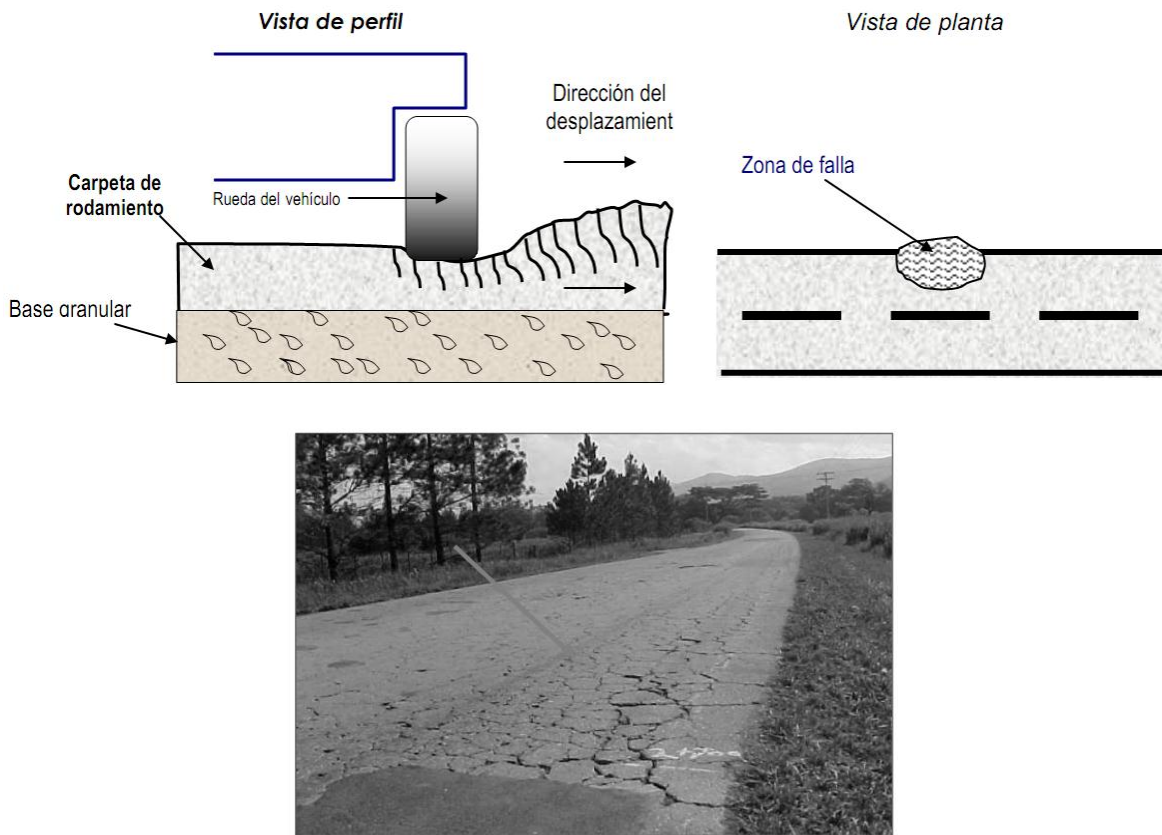 Vista de perfil
Vista de planta
Dirección del
desplazamient
Zona de falla
Carpeta de
rodamiento
Rueda del vehículo
Base granular